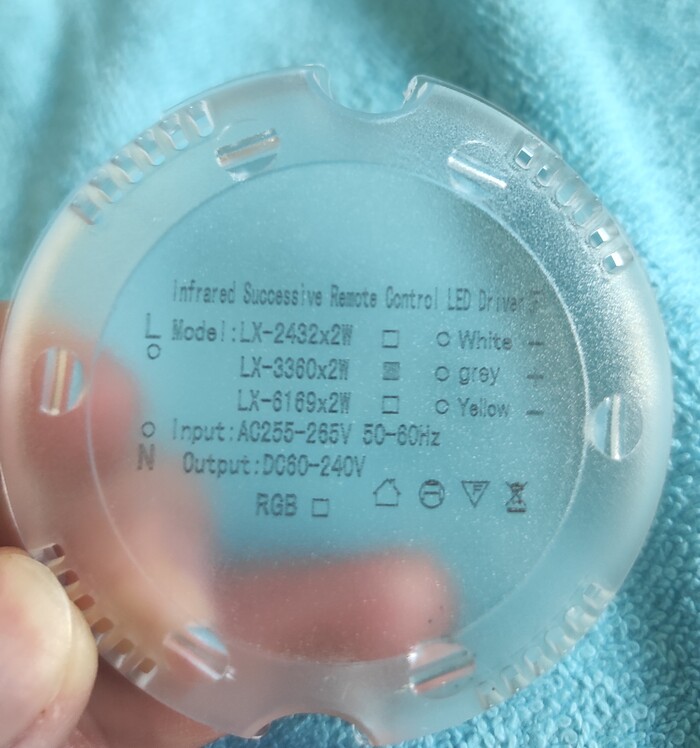 Infrared Successive Remote Control LED Driver
L Model:LX-2432x2W □ ○ White —
LX-3360x2W ■ ○ grey —
LX-6169x2W □ ○ Yellow —
Input:AC255-265V 50-60Hz
N Output:DC60-240V
RGB □